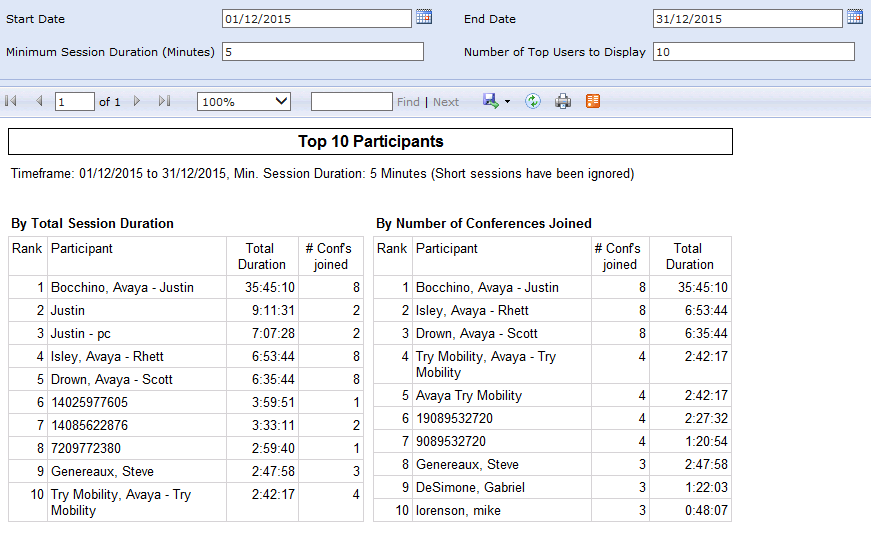 Start Date 01/12/2015 End Date 31/12/2015
Minimum Session Duration (Minutes) 5 Number of Top Users to Display 10
1 of 1 100% Find | Next
Top 10 Participants
Timeframe: 01/12/2015 to 31/12/2015, Min. Session Duration: 5 Minutes (Short sessions have been ignored)
By Total Session Duration
Rank Participant Total Duration # Conf's joined
1 Bocchino, Avaya - Justin 35:45:10 8
2 Justin 9:11:31 2
3 Justin - pc 7:07:28 2
4 Isley, Avaya - Rhett 6:53:44 8
5 Drown, Avaya - Scott 6:35:44 8
6 14025977605 3:59:51 1
7 14085622876 3:33:11 2
8 7209772380 2:59:40 1
9 Genereaux, Steve 2:47:58 3
10 Try Mobility, Avaya - Try 2:42:17 4
Mobility
By Number of Conferences Joined
Rank Participant # Conf's joined Total Duration
1 Bocchino, Avaya - Justin 8 35:45:10
2 Isley, Avaya - Rhett 8 6:53:44
3 Drown, Avaya - Scott 8 6:35:44
4 Try Mobility, Avaya - Try 4 2:42:17
Mobility
5 Avaya Try Mobility 4 2:42:17
6 19089532720 4 2:27:32
7 9089532720 4 1:20:54
8 Genereaux, Steve 3 2:47:58
9 DeSimone, Gabriel 3 1:22:03
10 lorenson, mike 3 0:48:07